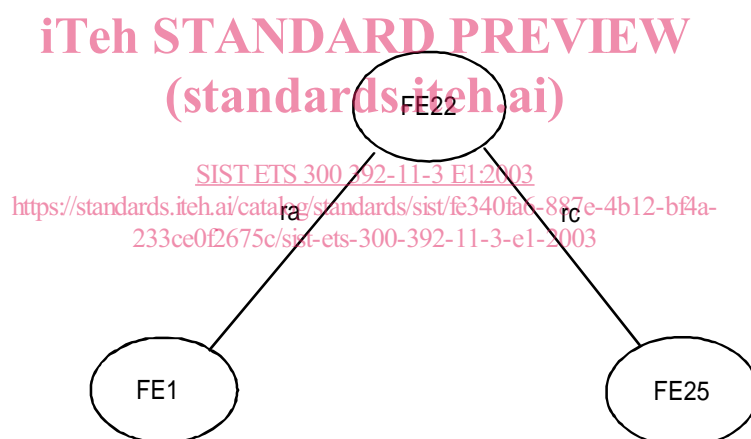 iTeh STANDARD PREVIEW
(standards.iteh.ai)
FE22
SIST ETS 300 392-11-3 E1:2003
https://standards.iteh.ai/catalog/standards/sist/fe340fa6-887e-4b12-bf4a-
233ce0f2675c/sist-ets-300-392-11-3-e1-2003
ra
rc
FE1
FE25